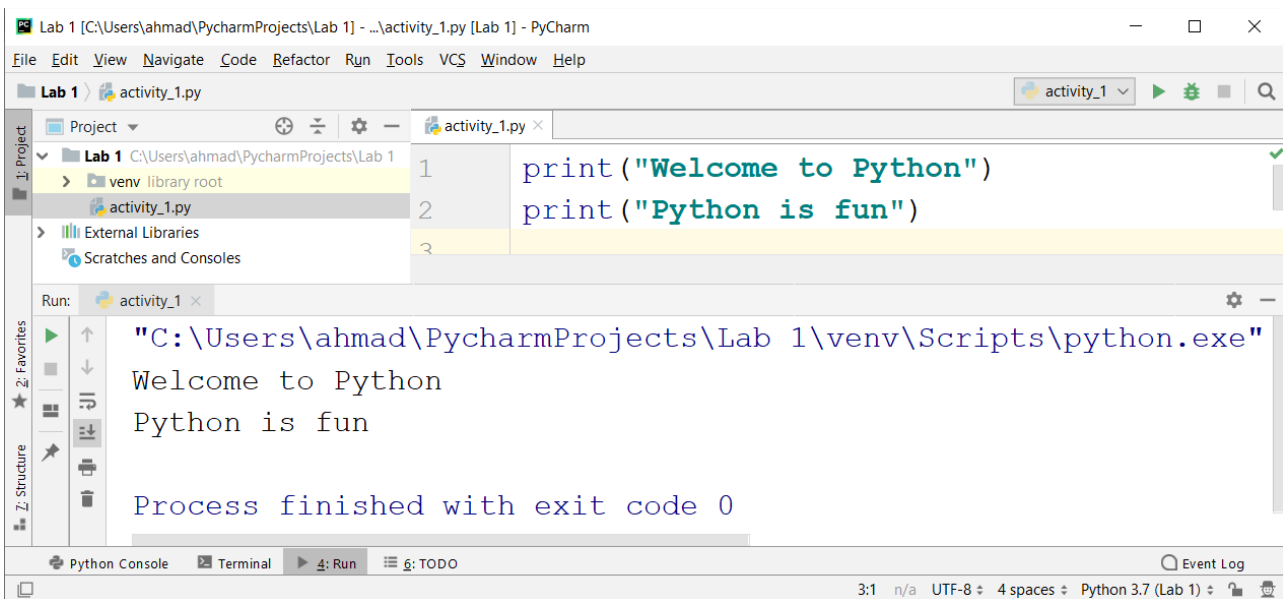 Lab 1 [C:\Users\ahmad\PycharmProjects\Lab 1] - ...\activity_1.py [Lab 1] - PyCharm
File Edit View Navigate Code Refactor Run Tools VCS Window Help
Lab 1 activity_1.py activity_1
1: Project
Project
activity_1.py
Lab 1 C:\Users\ahmad\PycharmProjects\Lab 1
venv library root
activity_1.py
External Libraries
Scratches and Consoles
1 print("Welcome to Python")
2 print("Python is fun")
3
Run: activity_1
"C:\Users\ahmad\PycharmProjects\Lab 1\venv\Scripts\python.exe"
Welcome to Python
Python is fun
Process finished with exit code 0
2: Favorites
Z: Structure
Python Console Terminal 4: Run 6: TODO Event Log
3:1 n/a UTF-8 4 spaces Python 3.7 (Lab 1)